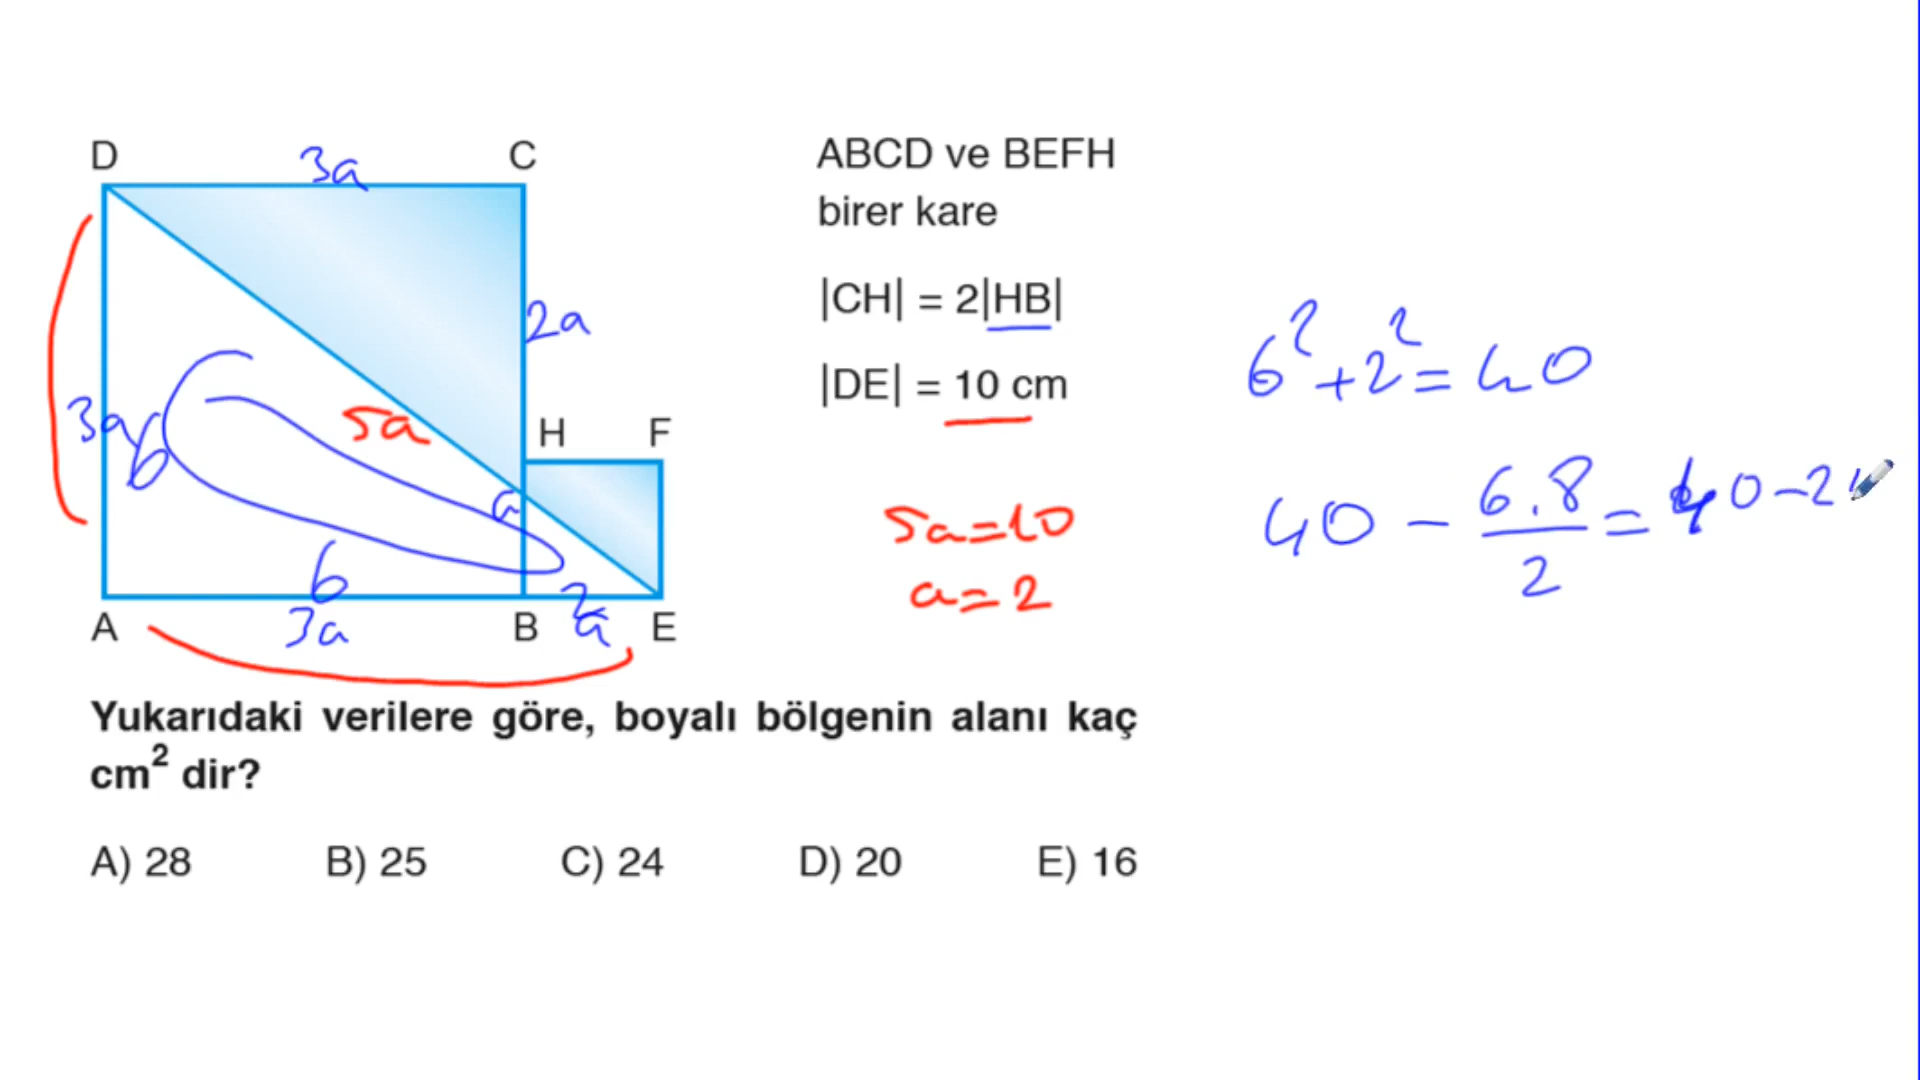 D C
3a
ABCD ve BEFH
birer kare
|CH| = 2|HB|
2a
|DE| = 10 cm
6² + 2² = 40
3a 6 5a H F
a
5a = 10
40 - 6.8/2 = 40 - 2
a = 2
6 2
A 3a B a E
Yukarıdaki verilere göre, boyalı bölgenin alanı kaç
cm² dir?
A) 28 B) 25 C) 24 D) 20 E) 16